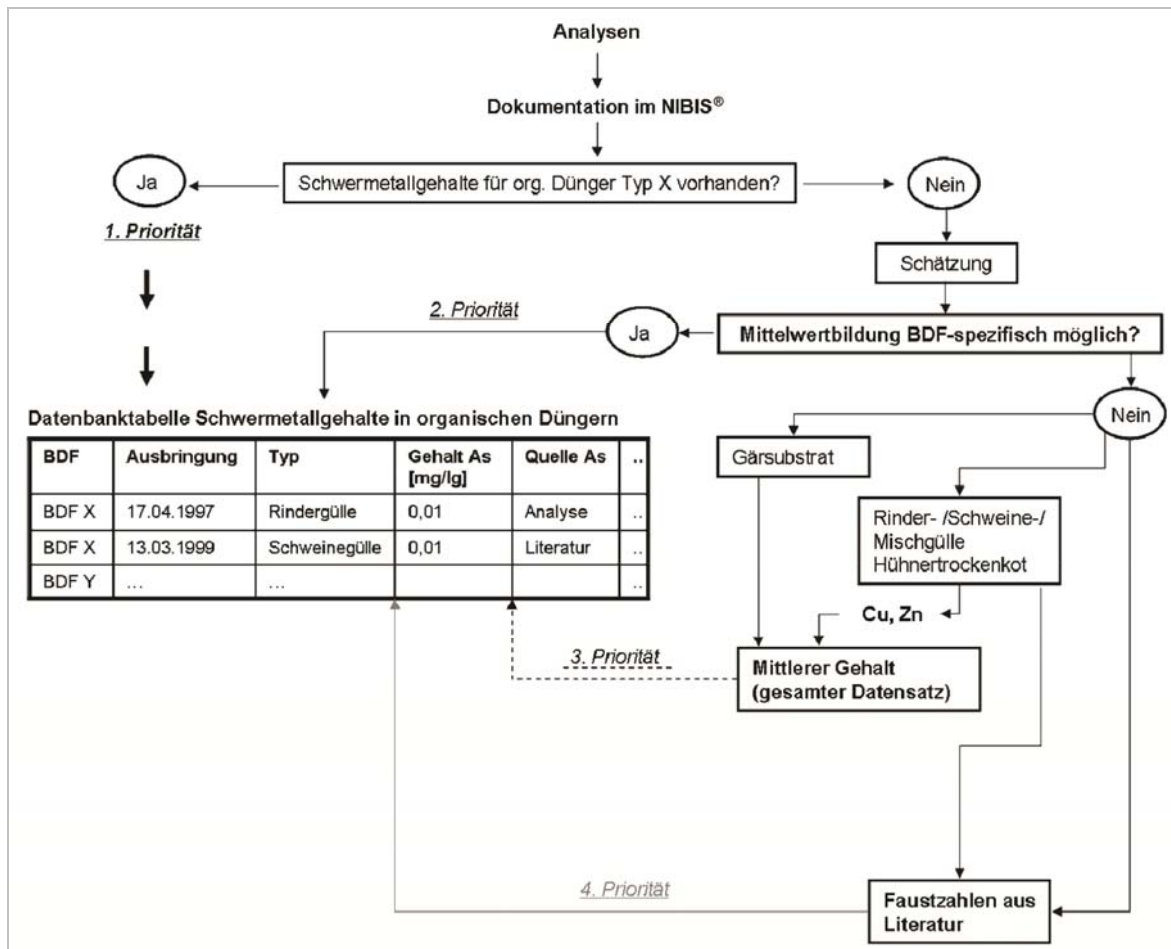 Analysen
Dokumentation im NIBIS®
Ja
Schwermetallgehalte für org. Dünger Typ X vorhanden?
Nein
1. Priorität
Schätzung
2. Priorität
Ja
Mittelwertbildung BDF-spezifisch möglich?
Nein
Datenbanktabelle Schwermetallgehalte in organischen Düngern
BDF Ausbringung Typ Gehalt As Quelle As ..
[mg/lg]
BDF X 17.04.1997 Rindergülle 0,01 Analyse ..
BDF X 13.03.1999 Schweinegülle 0,01 Literatur ..
BDF Y ... ...
Gärsubstrat
Rinder- /Schweine-/
Mischgülle
Hühnertrockenkot
Cu, Zn
3. Priorität
Mittlerer Gehalt
(gesamter Datensatz)
4. Priorität
Faustzahlen aus
Literatur